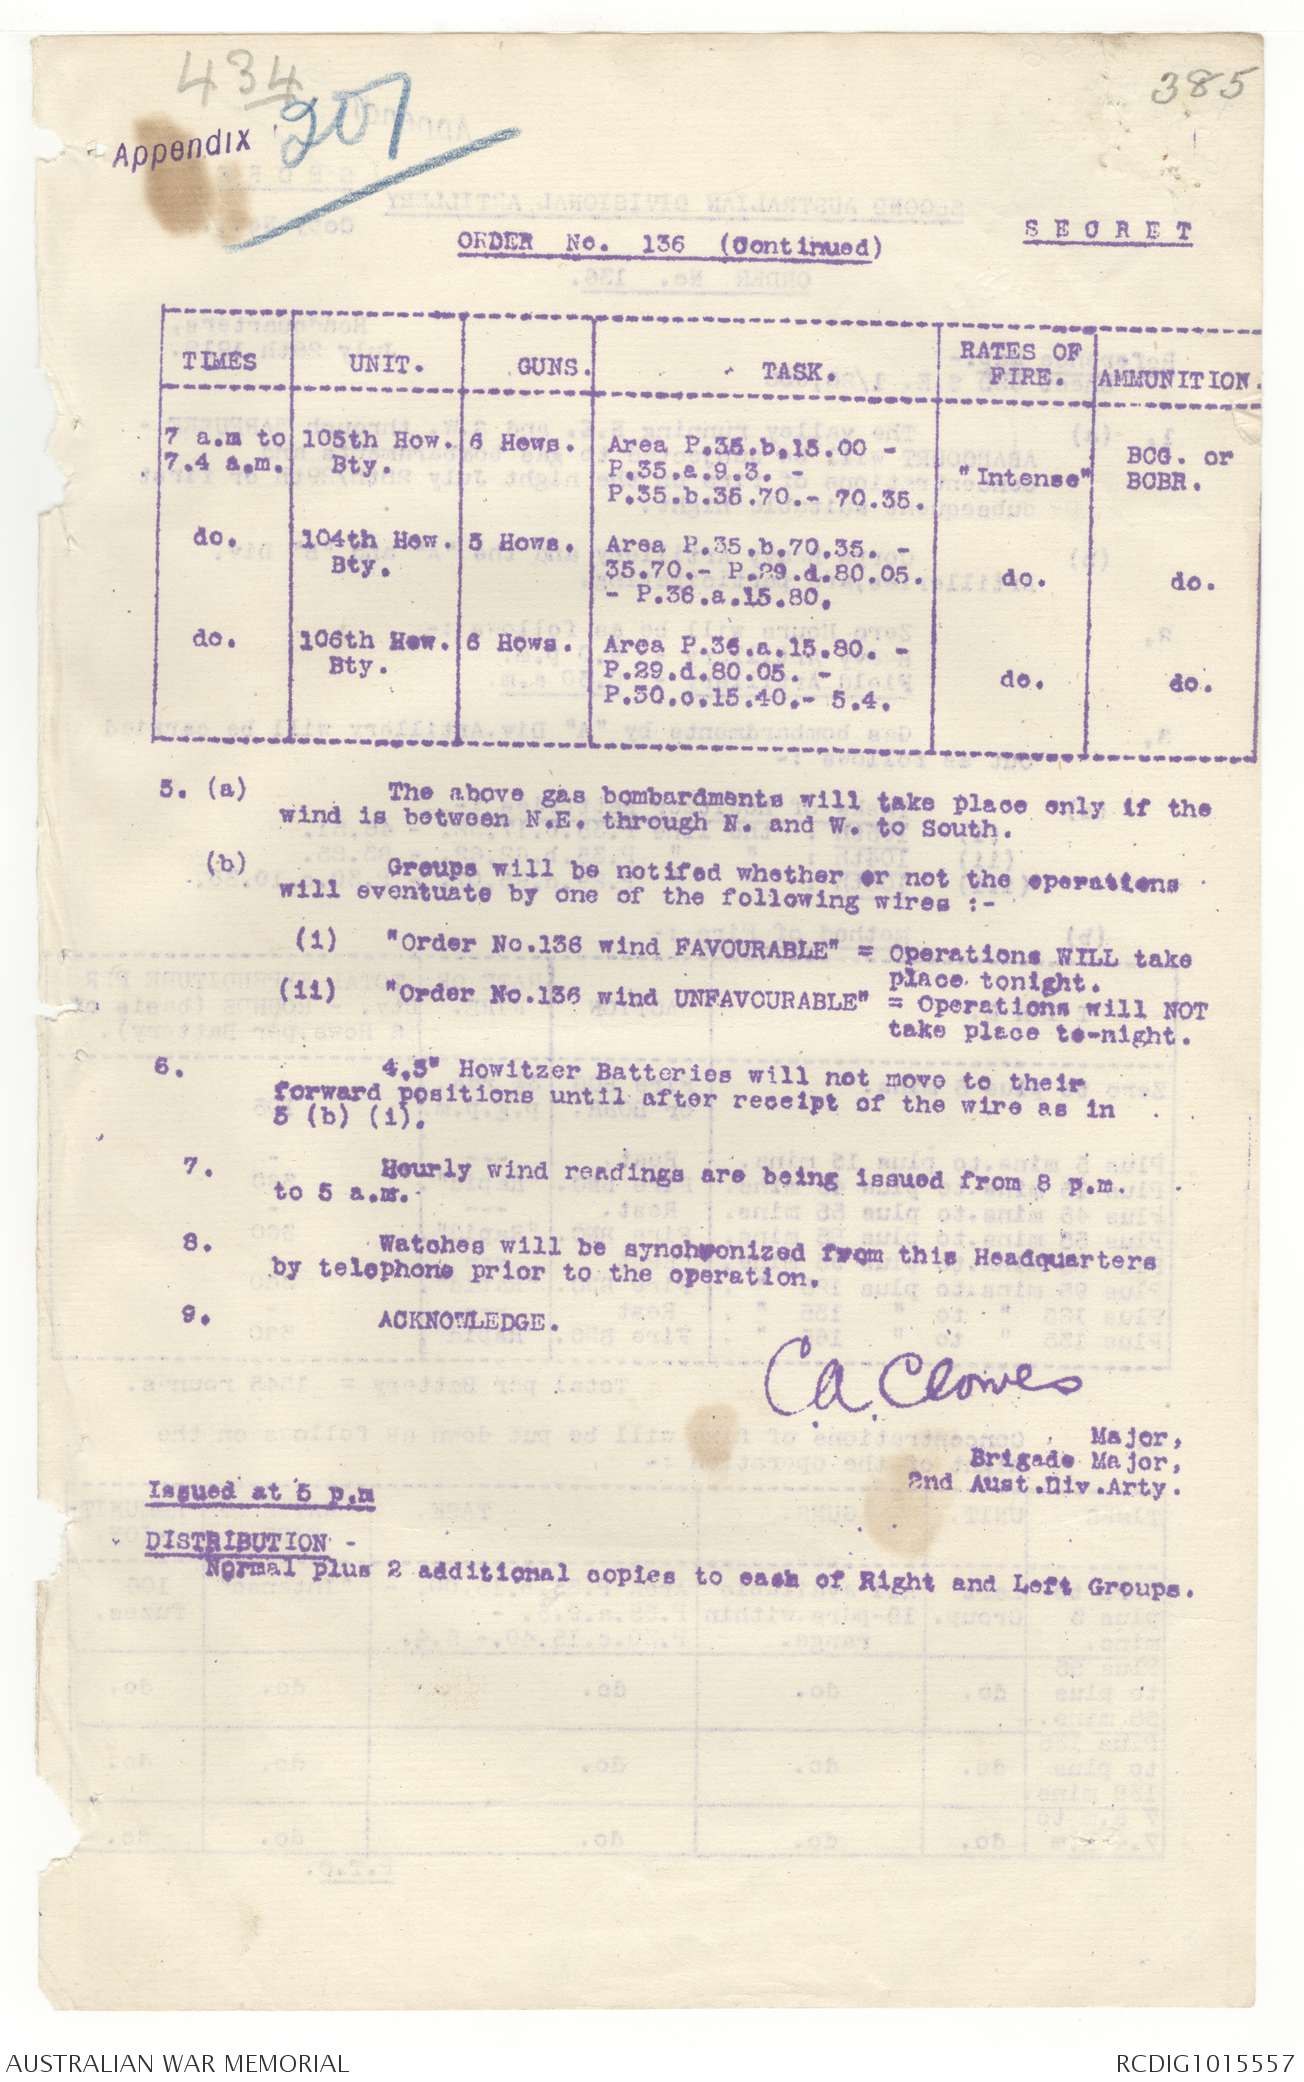 434
385
Appendix 207
SECRET
ORDER No. 136 (Continued)
TIMES UNIT. GUNS. TASK. RATES OF FIRE. AMMUNITION.
7 a.m to 105th How. 6 Hows. Area P.35.b.15.00 -
7.4 a.m. Bty. P.35.a.9.3. - "Intense" BCG. or
P.35.b.35.70.- 70.35. BOBR.
do. 104th How. 5 Hows. Area P.35.b.70.35. -
Bty. 35.70.- P.29.d.80.05. do. do.
- P.36.a.15.80.
do. 106th How. 6 Hows. Area P.36.a.15.80. -
Bty. P.29.d.80.05. - do. do.
P.30.c.15.40.- 5.4.
5. (a) The above gas bombardments will take place only if the
wind is between N.E. through N. and W. to South.
(b) Groups will be notifed whether or not the operations
will eventuate by one of the following wires :-
(i) "Order No.136 wind FAVOURABLE" = Operations WILL take
place tonight.
(ii) "Order No.136 wind UNFAVOURABLE" = Operations will NOT
take place to-night.
6. 4.5" Howitzer Batteries will not move to their
forward positions until after receipt of the wire as in
5 (b) (i).
7. Hourly wind readings are being issued from 8 p.m.
to 5 a.m.
8. Watches will be synchronized from this Headquarters
by telephone prior to the operation.
9. ACKNOWLEDGE.
C.A. Clowes
Major,
Brigade Major,
2nd Aust.Div.Arty.
Issued at 5 p.m
DISTRIBUTION -
Normal plus 2 additional copies to each of Right and Left Groups.
AUSTRALIAN WAR MEMORIAL
RCDIG1015557